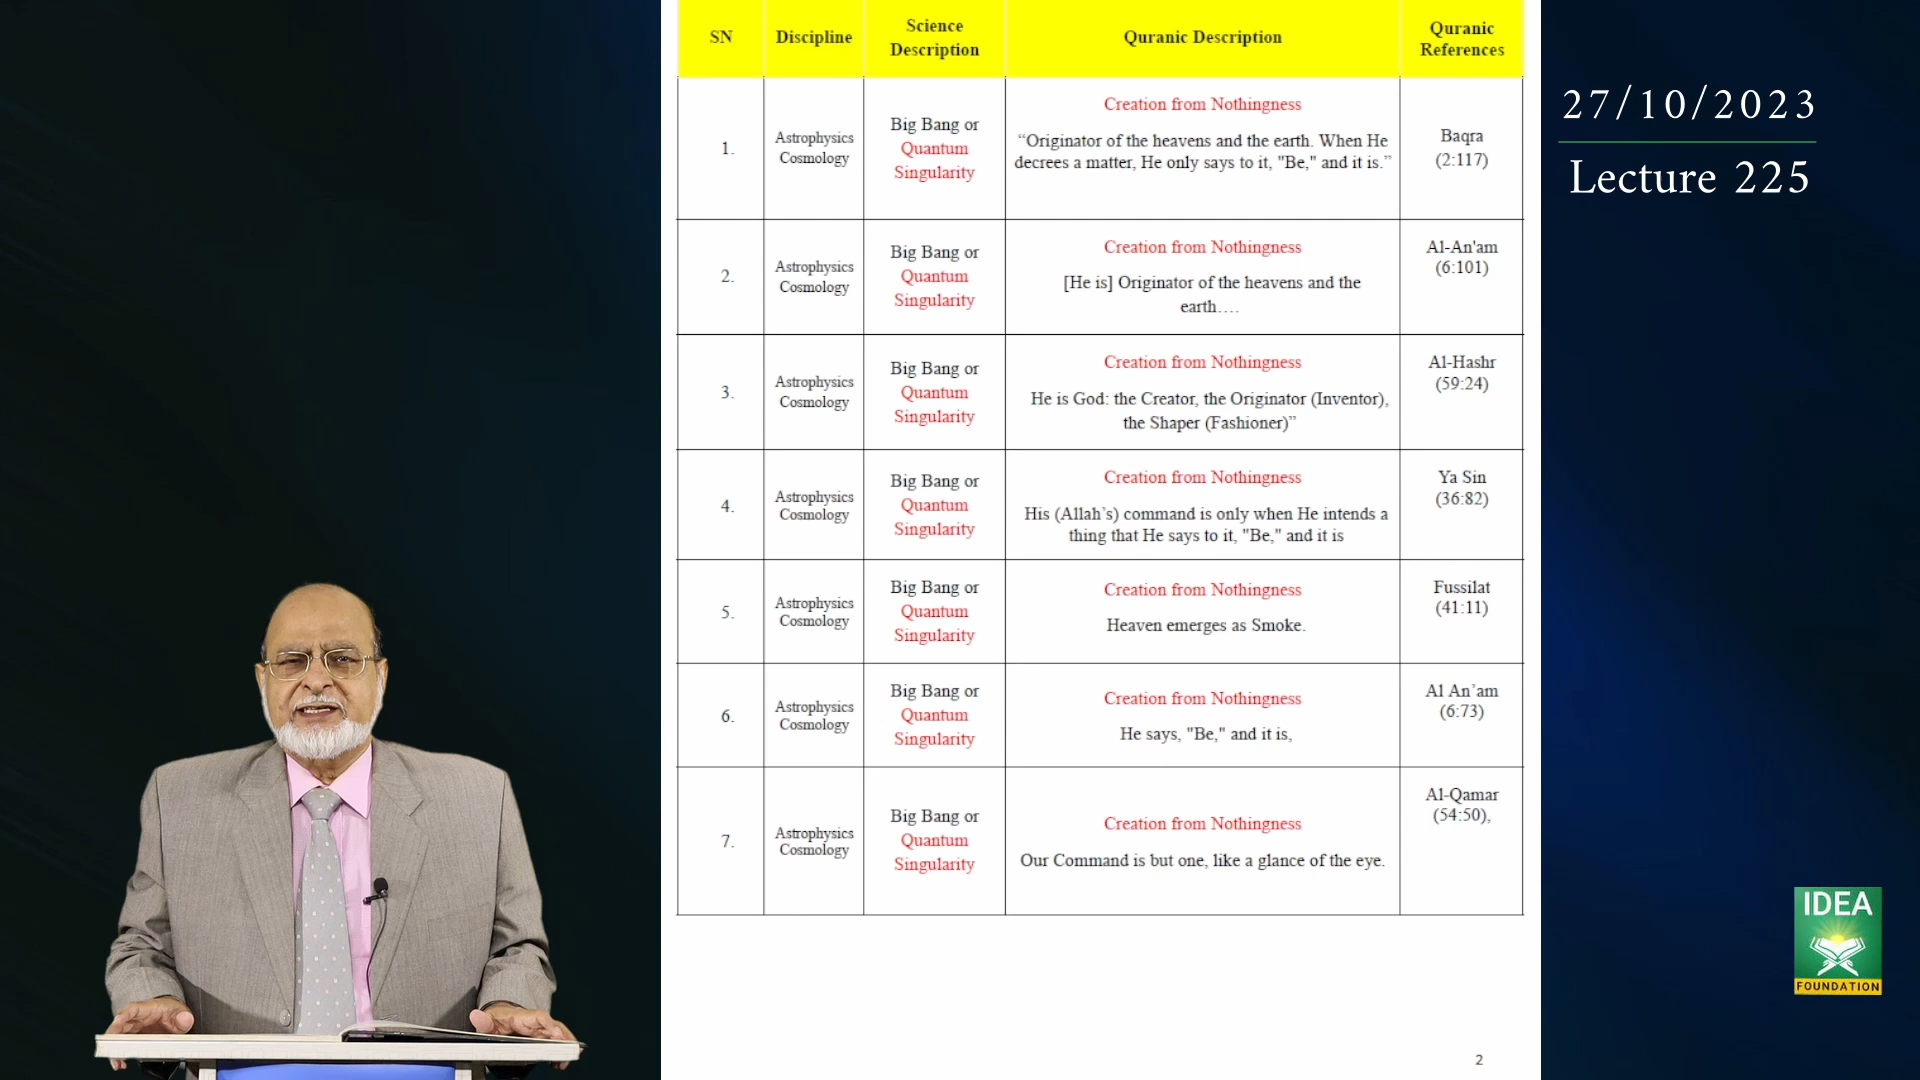 SN
Discipline
Science
Description
Quranic Description
Quranic
References
1.
Astrophysics
Cosmology
Big Bang or
Quantum
Singularity
Creation from Nothingness
“Originator of the heavens and the earth. When He
decrees a matter, He only says to it, "Be," and it is.”
Baqra
(2:117)
2.
Astrophysics
Cosmology
Big Bang or
Quantum
Singularity
Creation from Nothingness
[He is] Originator of the heavens and the
earth….
Al-An'am
(6:101)
3.
Astrophysics
Cosmology
Big Bang or
Quantum
Singularity
Creation from Nothingness
He is God: the Creator, the Originator (Inventor),
the Shaper (Fashioner)”
Al-Hashr
(59:24)
4.
Astrophysics
Cosmology
Big Bang or
Quantum
Singularity
Creation from Nothingness
His (Allah’s) command is only when He intends a
thing that He says to it, "Be," and it is
Ya Sin
(36:82)
5.
Astrophysics
Cosmology
Big Bang or
Quantum
Singularity
Creation from Nothingness
Heaven emerges as Smoke.
Fussilat
(41:11)
6.
Astrophysics
Cosmology
Big Bang or
Quantum
Singularity
Creation from Nothingness
He says, "Be," and it is,
Al An’am
(6:73)
7.
Astrophysics
Cosmology
Big Bang or
Quantum
Singularity
Creation from Nothingness
Our Command is but one, like a glance of the eye.
Al-Qamar
(54:50),
2
27/10/2023
Lecture 225
IDEA
FOUNDATION